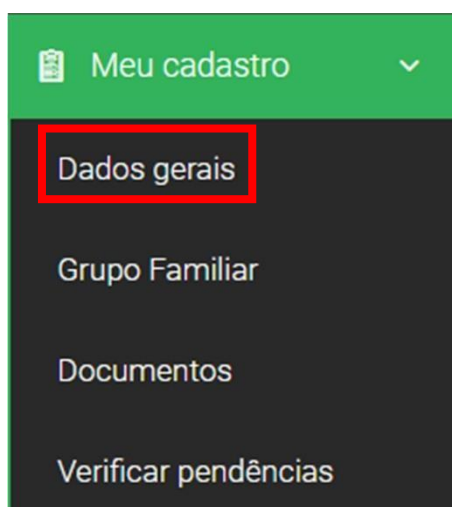 Meu cadastro
Dados gerais
Grupo Familiar
Documentos
Verificar pendências